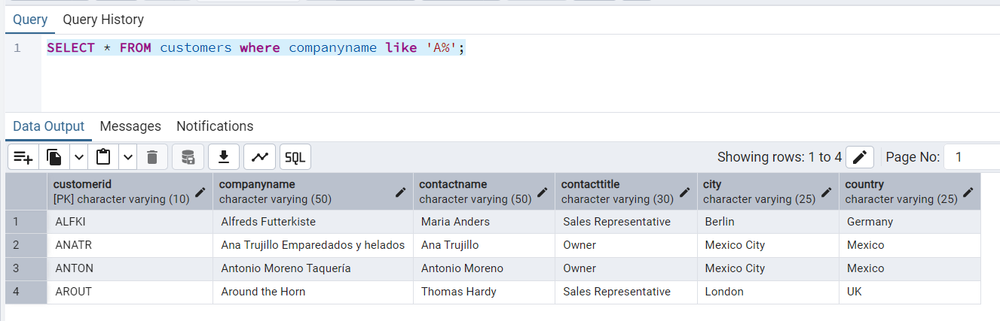 Query Query History
1 SELECT * FROM customers where companyname like 'A%';
Data Output Messages Notifications
SQL Showing rows: 1 to 4 Page No: 1
customerid companyname contactname contacttitle city country
[PK] character varying (10) character varying (50) character varying (50) character varying (30) character varying (25) character varying (25)
1 ALFKI Alfreds Futterkiste Maria Anders Sales Representative Berlin Germany
2 ANATR Ana Trujillo Emparedados y helados Ana Trujillo Owner Mexico City Mexico
3 ANTON Antonio Moreno Taquería Antonio Moreno Owner Mexico City Mexico
4 AROUT Around the Horn Thomas Hardy Sales Representative London UK